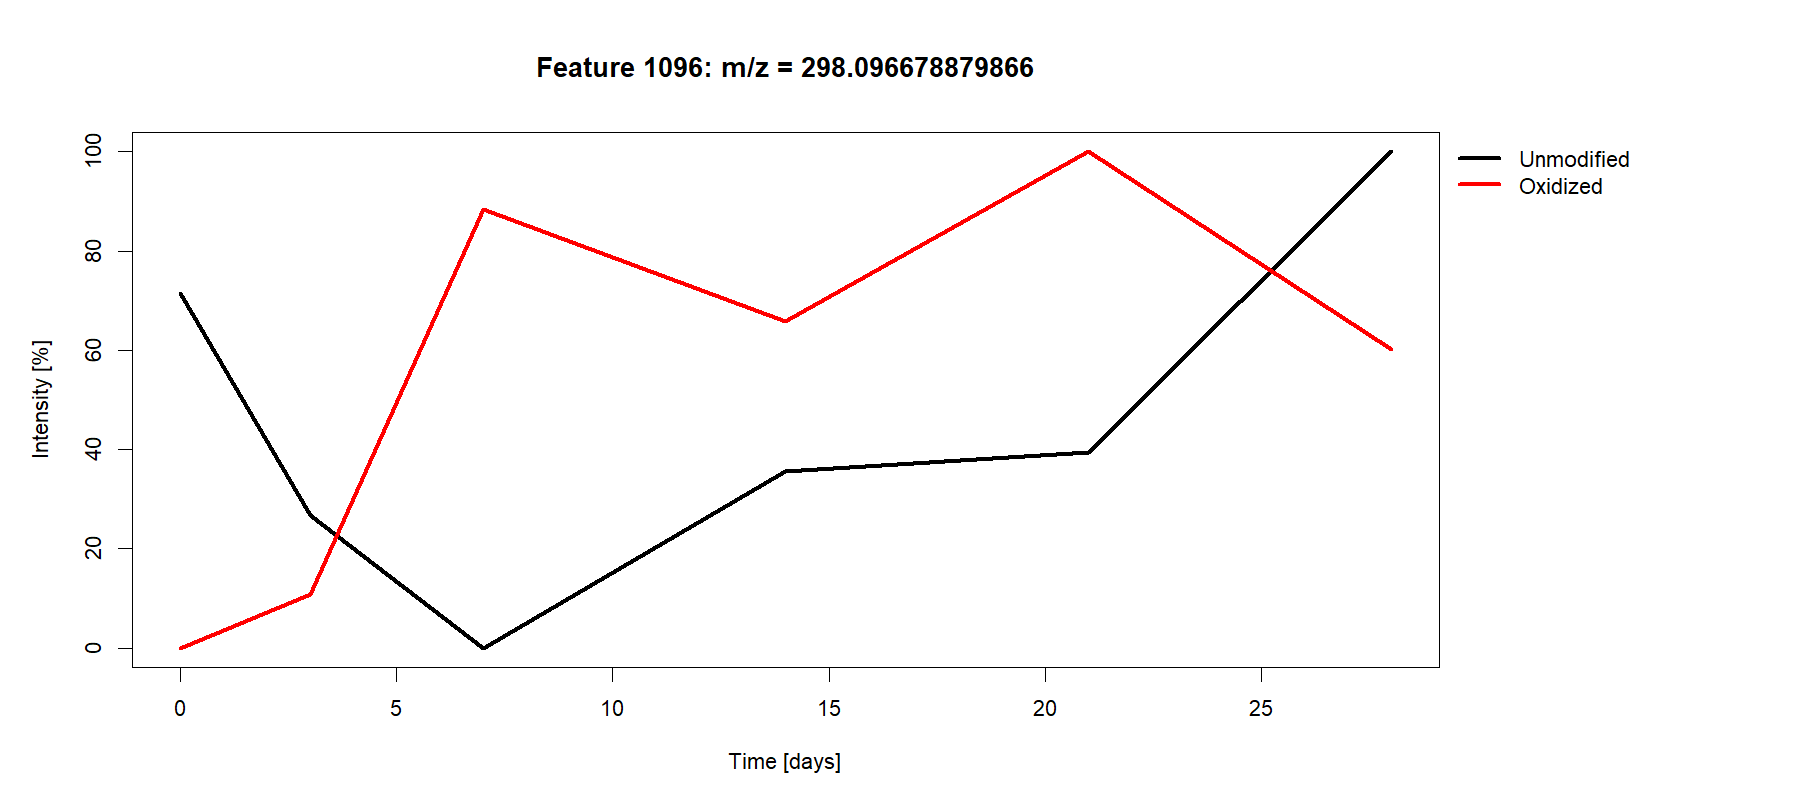 Feature 1096: m/z = 298.096678879866
Unmodified
Oxidized
Intensity [%]
100
80
60
40
20
0
0 5 10 15 20 25
Time [days]